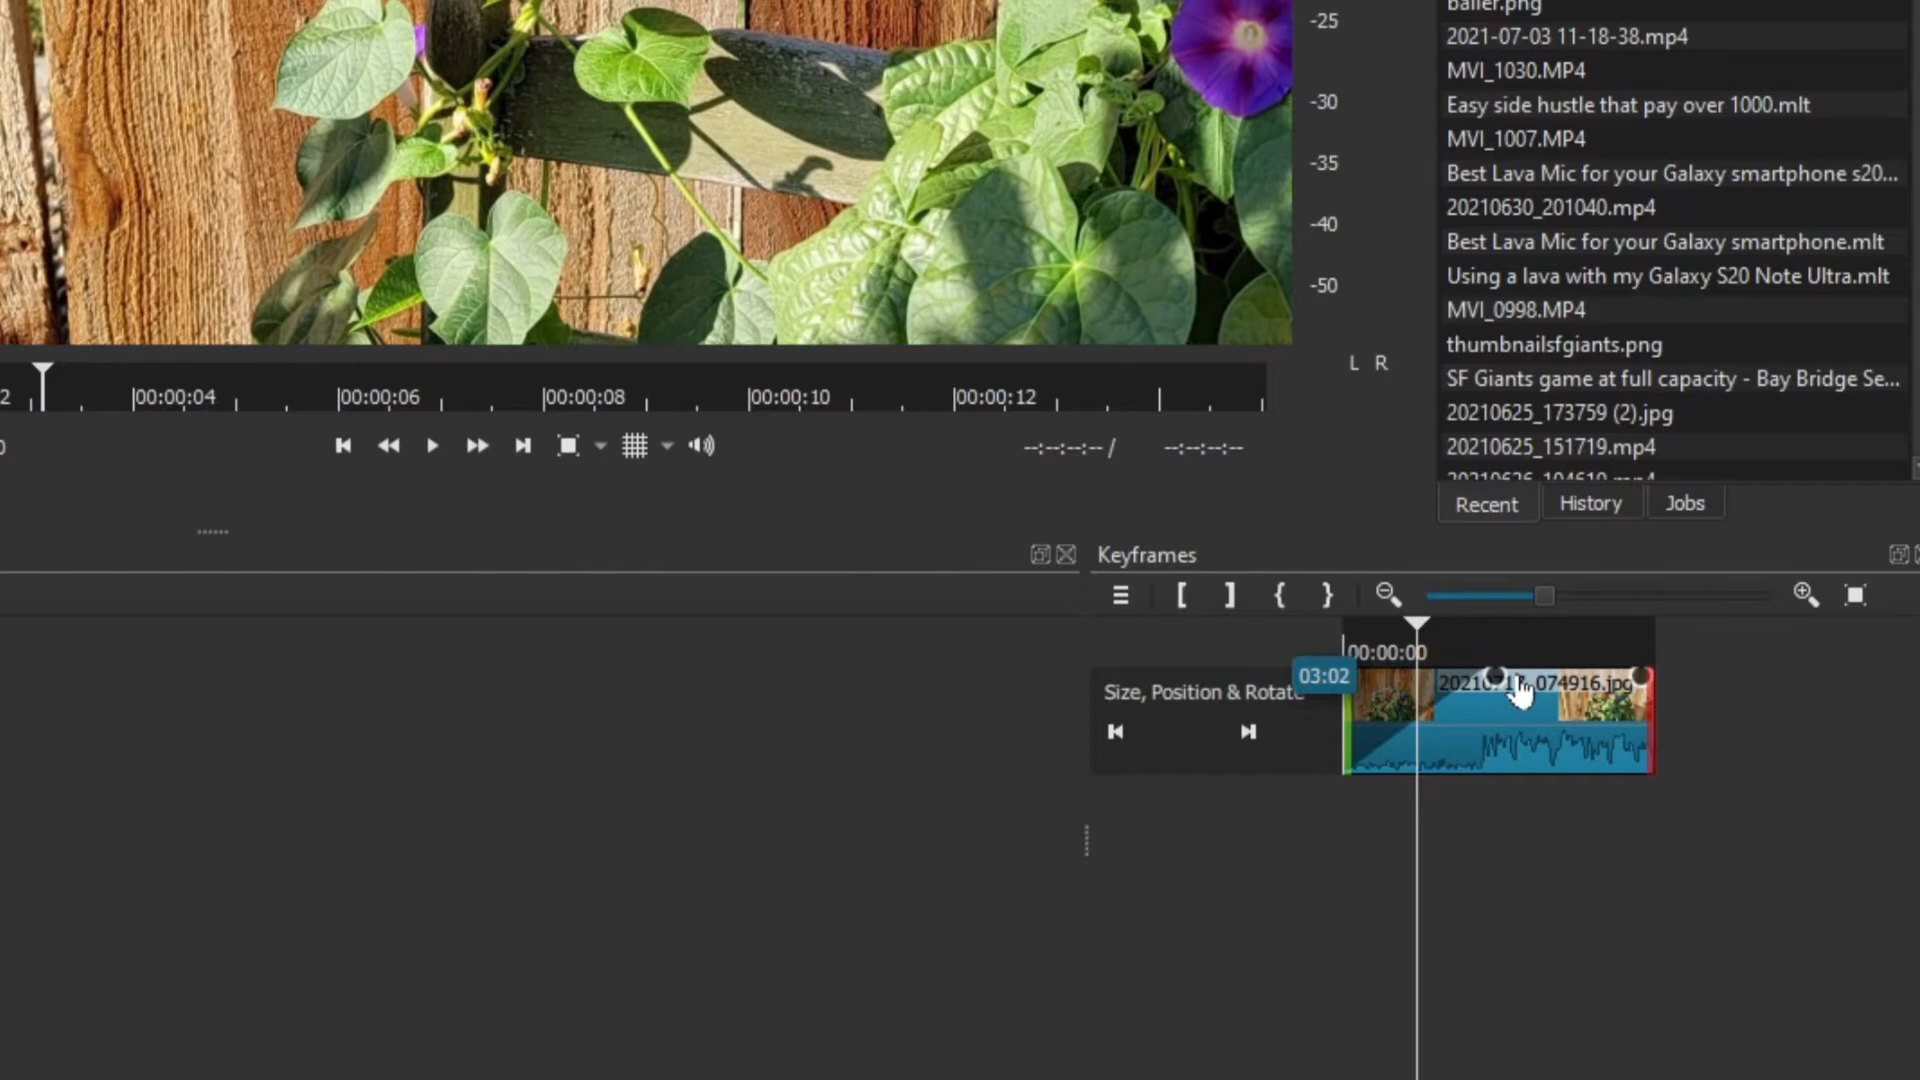 -25
-30
-35
-40
-50
L R
baller.png
2021-07-03 11-18-38.mp4
MVI_1030.MP4
Easy side hustle that pay over 1000.mlt
MVI_1007.MP4
Best Lava Mic for your Galaxy smartphone s20...
20210630_201040.mp4
Best Lava Mic for your Galaxy smartphone.mlt
Using a lava with my Galaxy S20 Note Ultra.mlt
MVI_0998.MP4
thumbnailsfgiants.png
SF Giants game at full capacity - Bay Bridge Se...
20210625_173759 (2).jpg
20210625_151719.mp4
Recent
History
Jobs
2
00:00:04
00:00:06
00:00:08
00:00:10
00:00:12
--:--:--:-- /
--:--:--:--
Keyframes
00:00:00
03:02
Size, Position & Rotate
074916.jpg